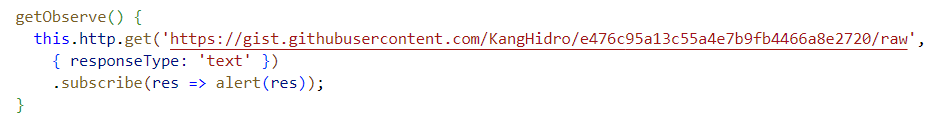 getObserve() {
this.http.get('https://gist.githubusercontent.com/KangHidro/e476c95a13c55a4e7b9fb4466a8e2720/raw',
{ responseType: 'text' })
.subscribe(res => alert(res));
}